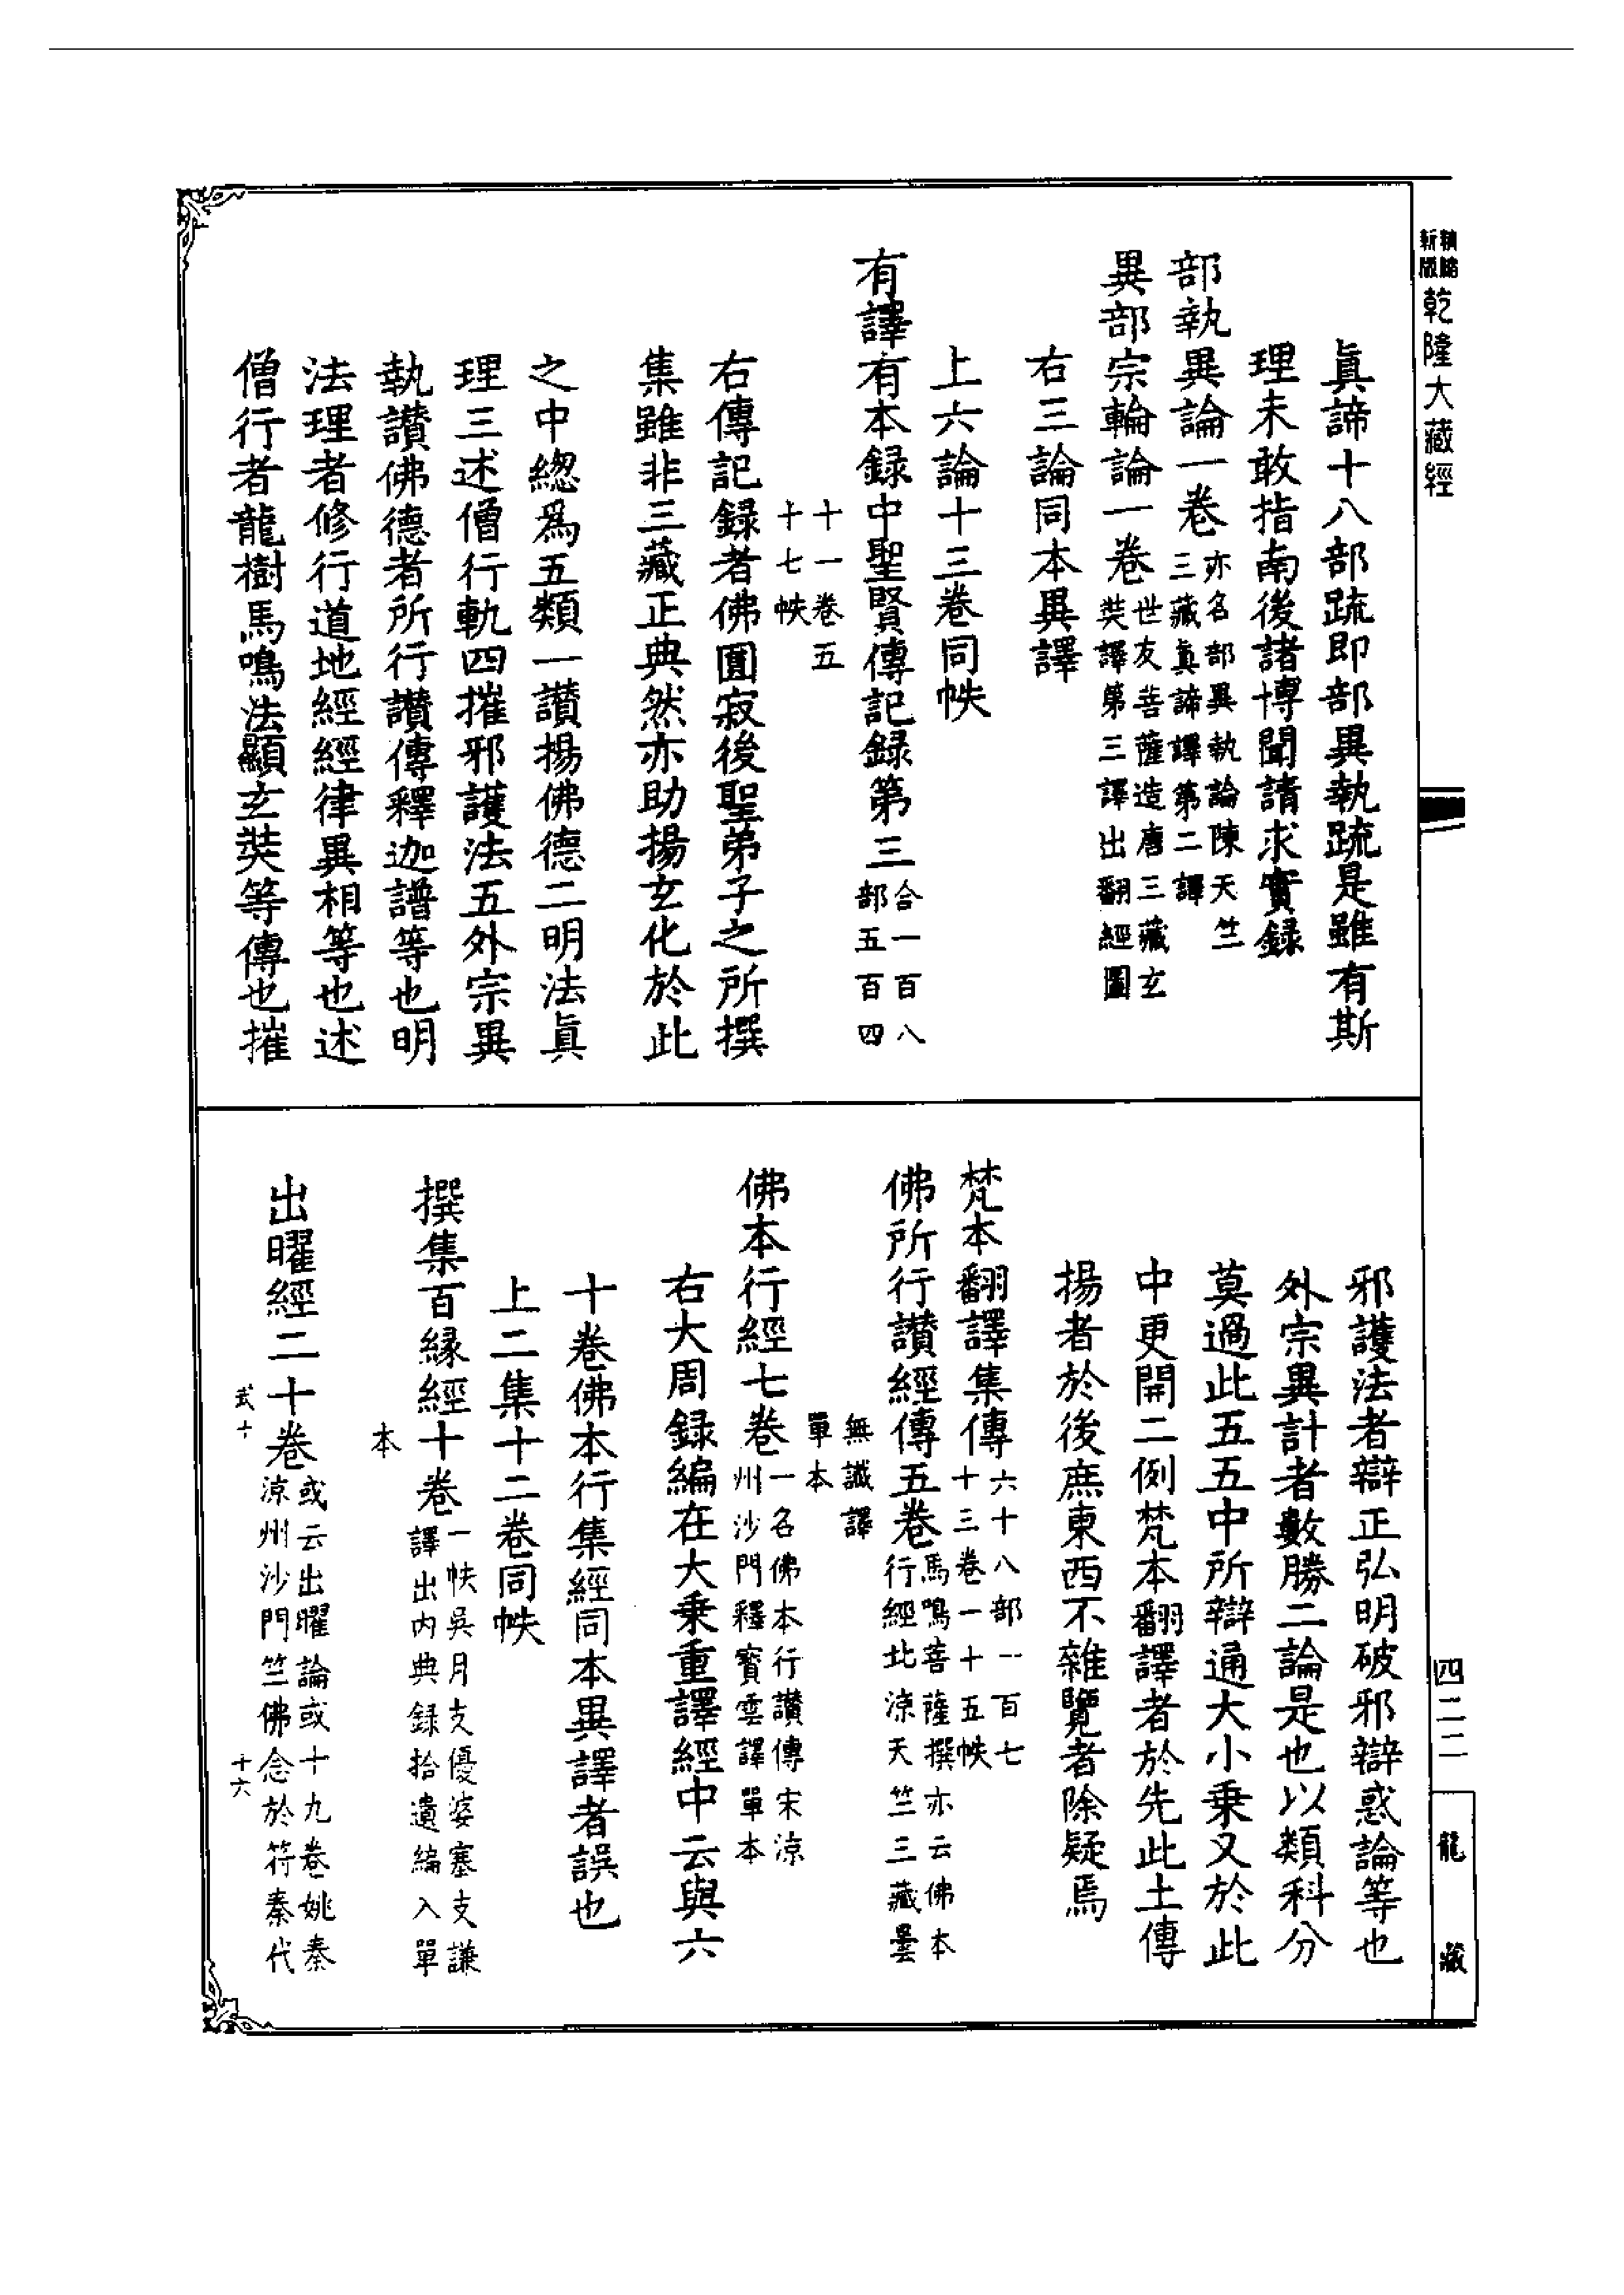 新版
精縮
乾隆大藏經
眞諦十八部䟽即部異執䟽是雖有斯
理未敢指南後諸博聞請求實録
部執異論一卷
亦名部異執論陳天竺
三藏眞諦譯第二譯
異部宗輪論一卷
世友菩薩造唐三藏玄
奘譯第三譯出翻經圖
右三論同本異譯
上六論十三卷同帙
有譯有本録中聖賢傳記録第三
合一百八
部五百四
十一卷五
十七帙
右傳記録者佛圓寂後聖弟子之所撰
集雖非三藏正典然亦助揚玄化於此
之中緫爲五類一讃揚佛德二明法眞
理三述僧行軌四摧邪護法五外宗異
執讃佛德者所行讃傳釋迦譜等也明
法理者修行道地經經律異相等也述
僧行者龍樹馬鳴法顯玄奘等傳也摧
邪護法者辯正弘明破邪辯惑論等也
外宗異計者數勝二論是也以類科分
莫過此五五中所辯通大小乗又於此
中更開二例梵本翻譯者於先此土傳
揚者於後庶東西不雜覽者除疑焉
梵本翻譯集傳
六十八部一百七
十三卷一十五帙
佛所行讃經傳五卷
馬鳴菩薩撰亦云佛本
行經北涼天竺三藏曇
無讖譯
單本
佛本行經七卷
一名佛本行讃傳宋涼
州沙門釋寳雲譯單本
右大周録編在大乗重譯經中云與六
十卷佛本行集經同本異譯者誤也
上二集十二卷同帙
撰集百縁經十卷
一帙吳月支優婆塞支謙
譯出内典録拾遺編入單
本
出曜經二十卷
或云出曜論或十九卷姚秦
涼州沙門竺佛念於符秦代
弐十
十六
四二二
龍藏